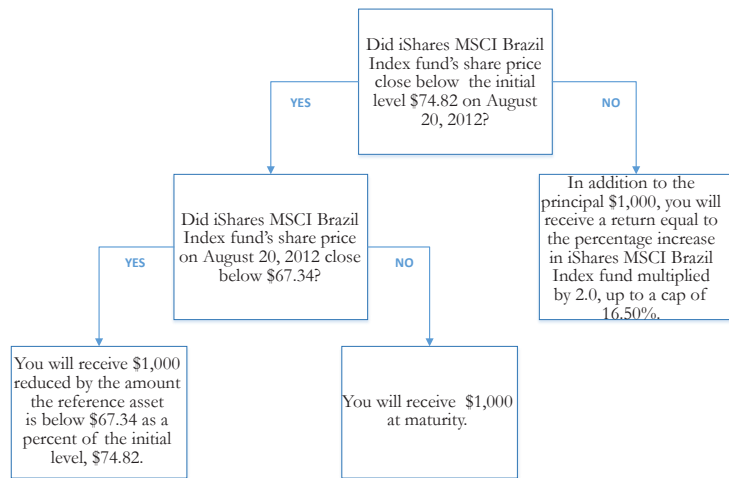 Did iShares MSCI Brazil
Index fund's share price
close below the initial
level $74.82 on August
20, 2012?
YES
NO
Did iShares MSCI Brazil
Index fund's share price
on August 20, 2012 close
below $67.34?
In addition to the
principal $1,000, you will
receive a return equal to
the percentage increase
in iShares MSCI Brazil
Index fund multiplied
by 2.0, up to a cap of
16.50%.
YES
NO
You will receive $1,000
reduced by the amount
the reference asset
is below $67.34 as a
percent of the initial
level, $74.82.
You will receive $1,000
at maturity.